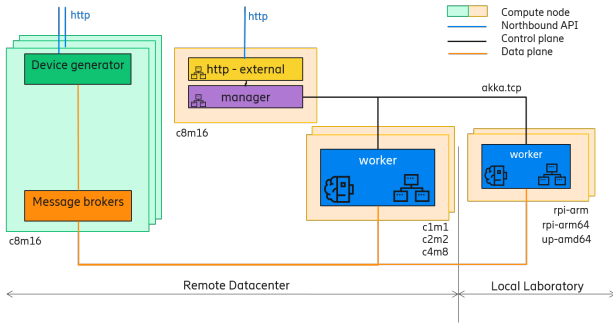 http
http
Compute node
Northbound API
Control plane
Data plane
Device generator
http - external
manager
akka.tcp
c8m16
worker
worker
Message brokers
c8m16
c1m1
c2m2
c4m8
rpi-arm
rpi-arm64
up-amd64
Remote Datacenter
Local Laboratory